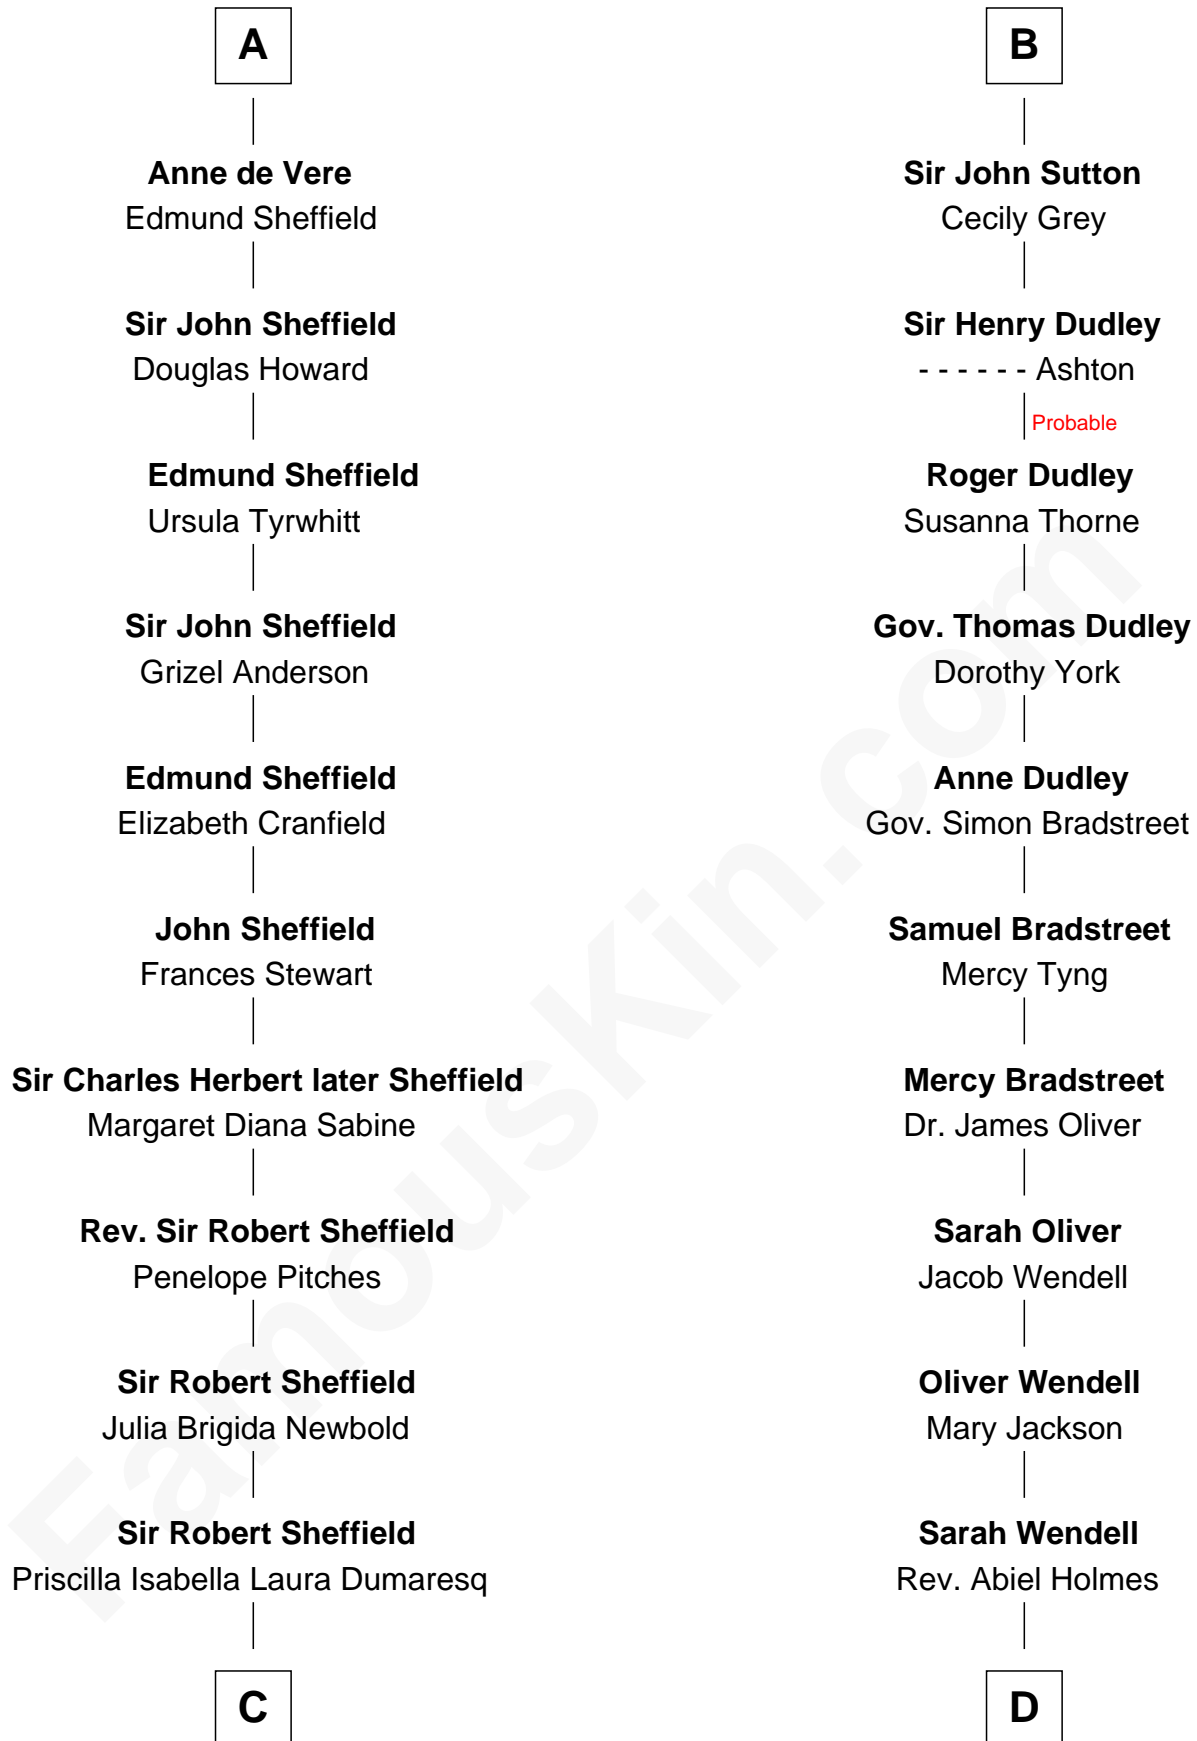 A
Anne de Vere
Edmund Sheffield
Sir John Sheffield
Douglas Howard
Edmund Sheffield
Ursula Tyrwhitt
Sir John Sheffield
Grizel Anderson
Edmund Sheffield
Elizabeth Cranfield
John Sheffield
Frances Stewart
Sir Charles Herbert later Sheffield
Margaret Diana Sabine
Rev. Sir Robert Sheffield
Penelope Pitches
Sir Robert Sheffield
Julia Brigida Newbold
Sir Robert Sheffield
Priscilla Isabella Laura Dumaresq
C
B
Sir John Sutton
Cecily Grey
Sir Henry Dudley
- - - - - - Ashton
Probable
Roger Dudley
Susanna Thorne
Gov. Thomas Dudley
Dorothy York
Anne Dudley
Gov. Simon Bradstreet
Samuel Bradstreet
Mercy Tyng
Mercy Bradstreet
Dr. James Oliver
Sarah Oliver
Jacob Wendell
Oliver Wendell
Mary Jackson
Sarah Wendell
Rev. Abiel Holmes
D
FamousKin.com